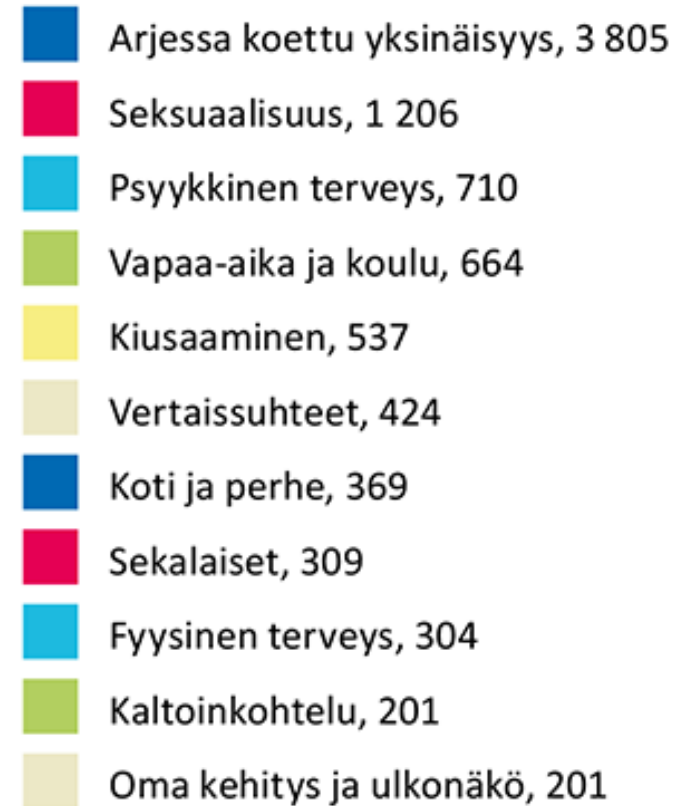 Arjessa koettu yksinäisyys, 3 805
Seksuaalisuus, 1 206
Psyykkinen terveys, 710
Vapaa-aika ja koulu, 664
Kiusaaminen, 537
Vertaissuhteet, 424
Koti ja perhe, 369
Sekalaiset, 309
Fyysinen terveys, 304
Kaltoinkohtelu, 201
Oma kehitys ja ulkonäkö, 201